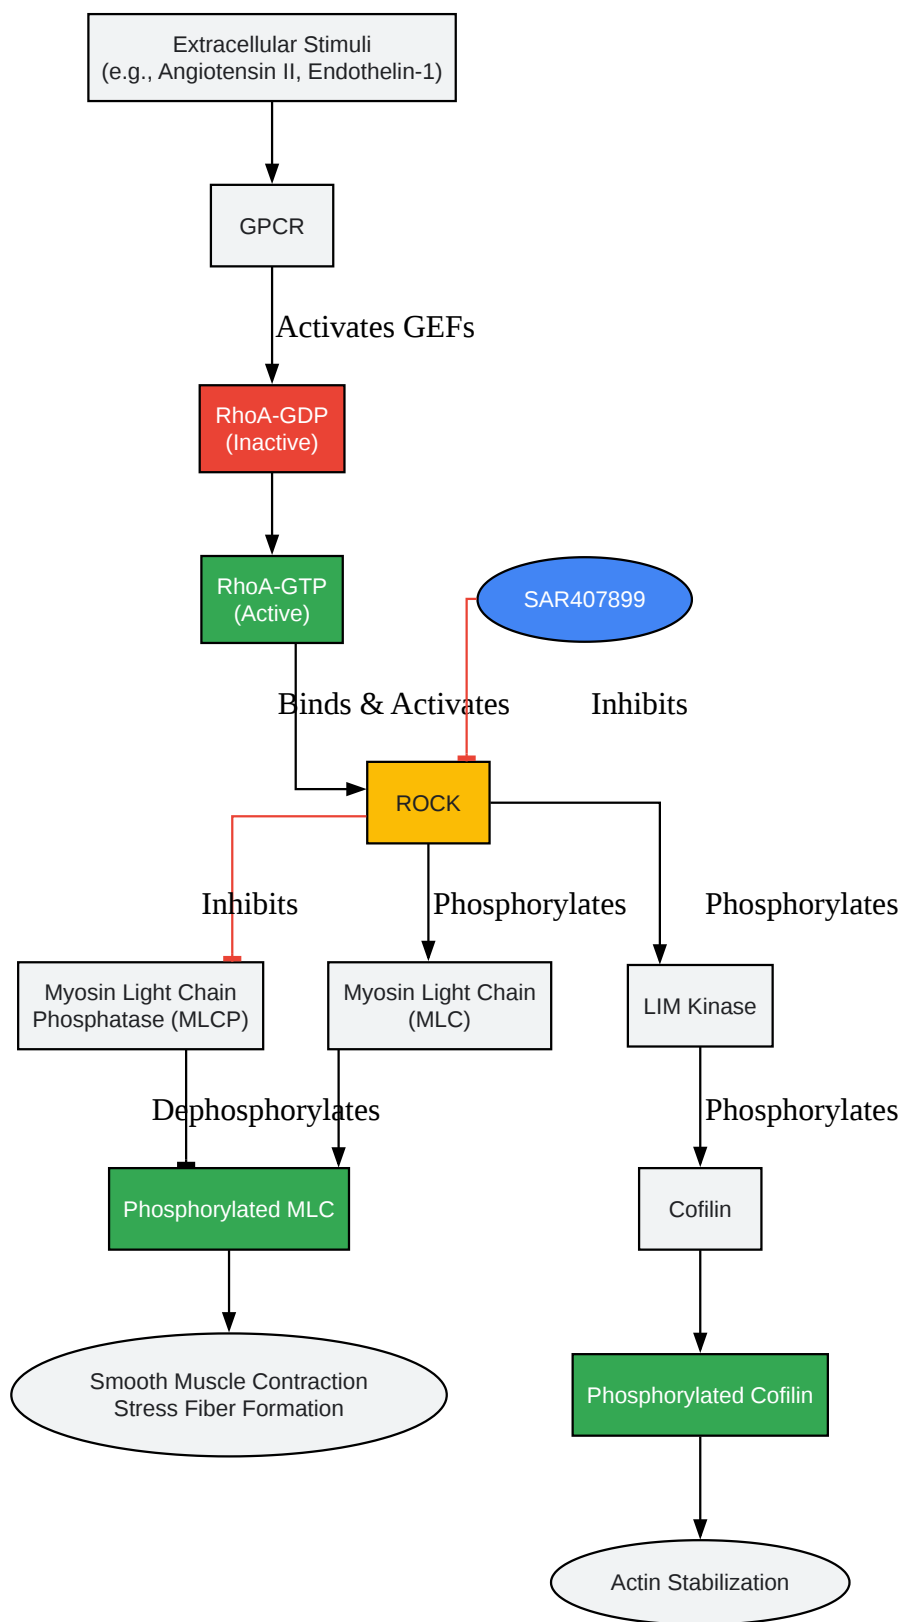 Extracellular Stimuli
(e.g., Angiotensin II, Endothelin-1)
GPCR
Activates GEFs
RhoA-GDP
(Inactive)
RhoA-GTP
(Active)
SAR407899
Binds & Activates
Inhibits
ROCK
Inhibits
Phosphorylates
Phosphorylates
Myosin Light Chain
Phosphatase (MLCP)
Myosin Light Chain
(MLC)
LIM Kinase
Dephosphorylates
Phosphorylates
Phosphorylated MLC
Cofilin
Smooth Muscle Contraction
Stress Fiber Formation
Phosphorylated Cofilin
Actin Stabilization